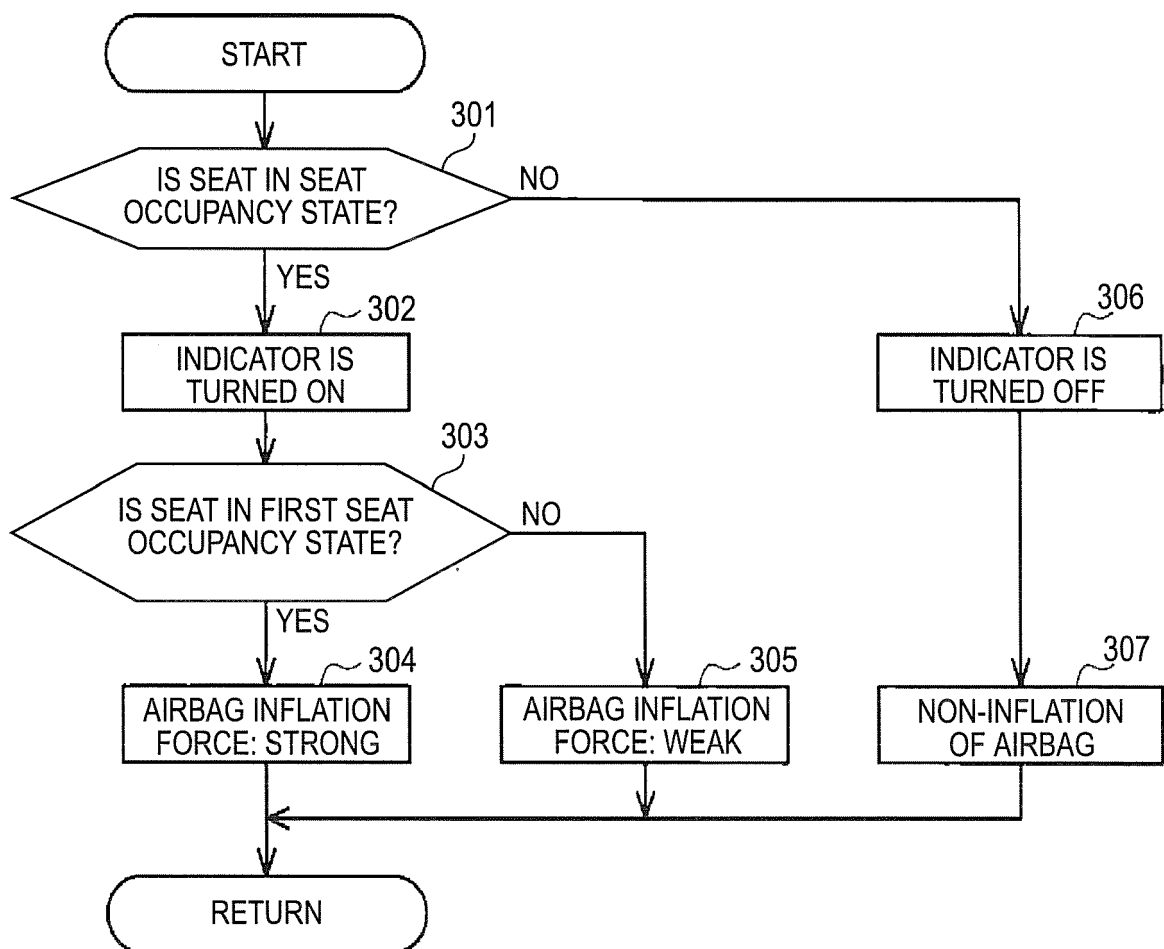 START
301
IS SEAT IN SEAT
OCCUPANCY STATE?
NO
YES
302
306
INDICATOR IS
TURNED ON
INDICATOR IS
TURNED OFF
303
IS SEAT IN FIRST SEAT
OCCUPANCY STATE?
NO
YES
304
305
307
AIRBAG INFLATION
FORCE: STRONG
AIRBAG INFLATION
FORCE: WEAK
NON-INFLATION
OF AIRBAG
RETURN